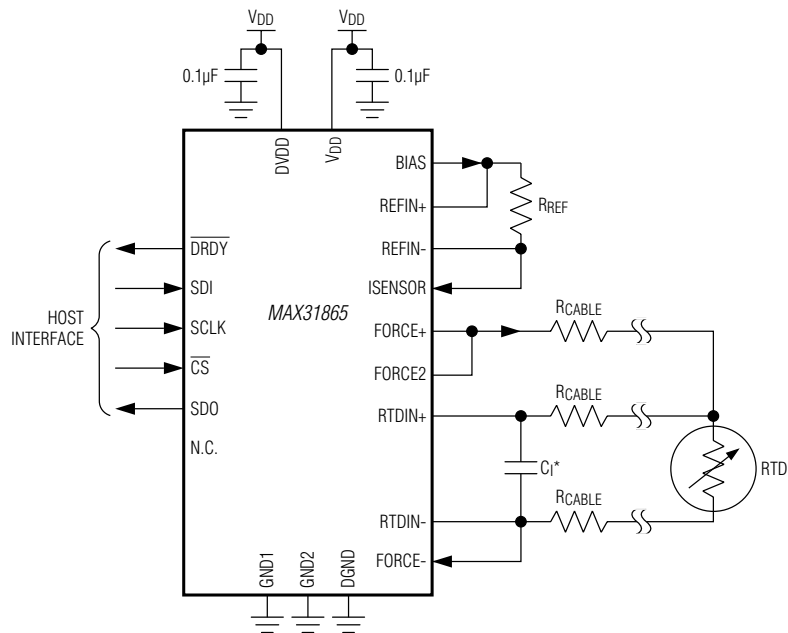 VDD
VDD
0.1µF
0.1µF
DVDD
VDD
BIAS
REFIN+
RREF
REFIN-
ISENSOR
DRDY
SDI
SCLK
CS
SDO
N.C.
HOST
INTERFACE
MAX31865
FORCE+
RCABLE
FORCE2
RTDIN+
RCABLE
CI*
RTD
RTDIN-
RCABLE
FORCE-
GND1
GND2
DGND